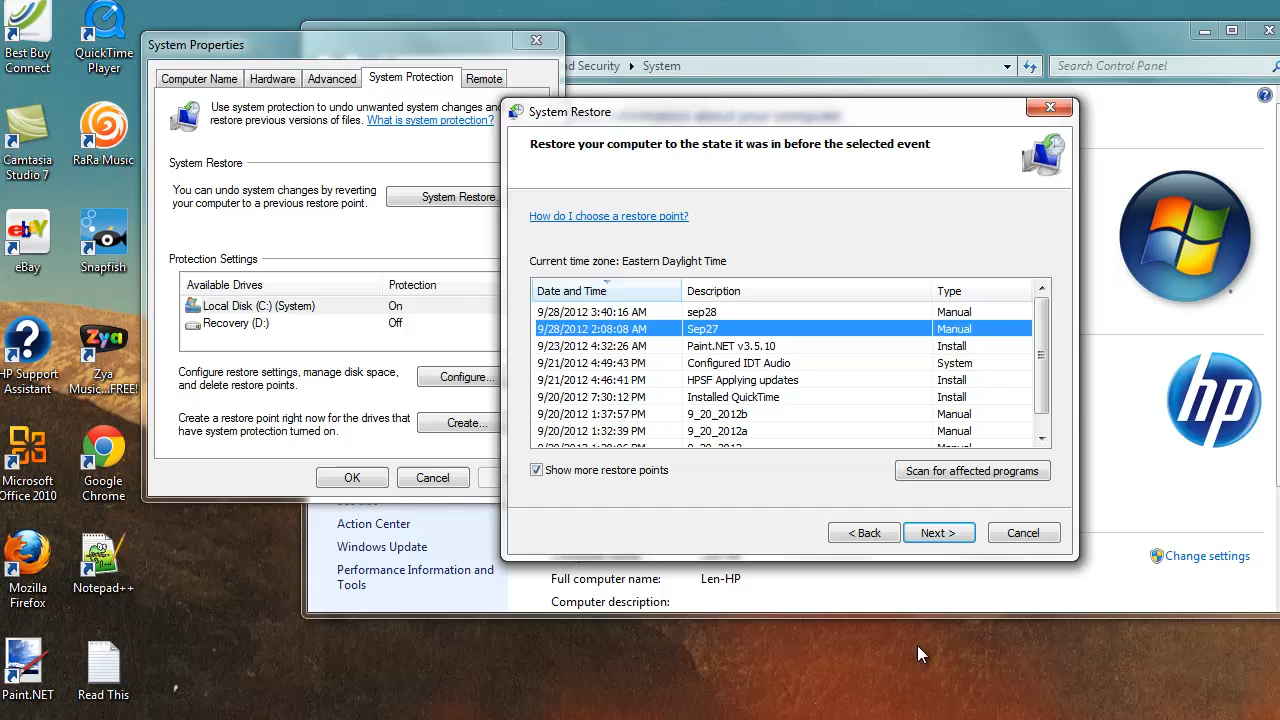 Best Buy
Connect
QuickTime
Player
Camtasia
Studio 7
RaRa Music
ebY
eBay
Snapfish
HP Support
Assistant
Zya
Zya
Music...FREE!
Microsoft
Office 2010
Google
Chrome
Mozilla
Firefox
Notepad++
Paint.NET
Read This
System Properties
Computer Name
Hardware
Advanced
System Protection
Remote
Use system protection to undo unwanted system changes and
restore previous versions of files. What is system protection?
System Restore
You can undo system changes by reverting
your computer to a previous restore point.
System Restore.
Protection Settings
Available Drives
Protection
Local Disk (C:) (System)
On
Recovery (D:)
Off
Configure restore settings, manage disk space,
and delete restore points.
Configure...
Create a restore point right now for the drives that
have system protection turned on.
Create...
OK
Cancel
nd Security
System
Search Control Panel
System Restore
Restore your computer to the state it was in before the selected event
How do I choose a restore point?
Current time zone: Eastern Daylight Time
Date and Time
Description
Type
9/28/2012 3:40:16 AM sep28 Manual
9/28/2012 2:08:08 AM Sep27 Manual
9/23/2012 4:32:26 AM Paint.NET v3.5.10 Install
9/21/2012 4:49:43 PM Configured IDT Audio System
9/21/2012 4:46:41 PM HPSF Applying updates Install
9/20/2012 7:30:12 PM Installed QuickTime Install
9/20/2012 1:37:57 PM 9_20_2012b Manual
9/20/2012 1:32:39 PM 9_20_2012a Manual
Show more restore points
Scan for affected programs
< Back
Next >
Cancel
Action Center
Windows Update
Performance Information and
Tools
Full computer name:
Len-HP
Computer description:
Change settings
hp